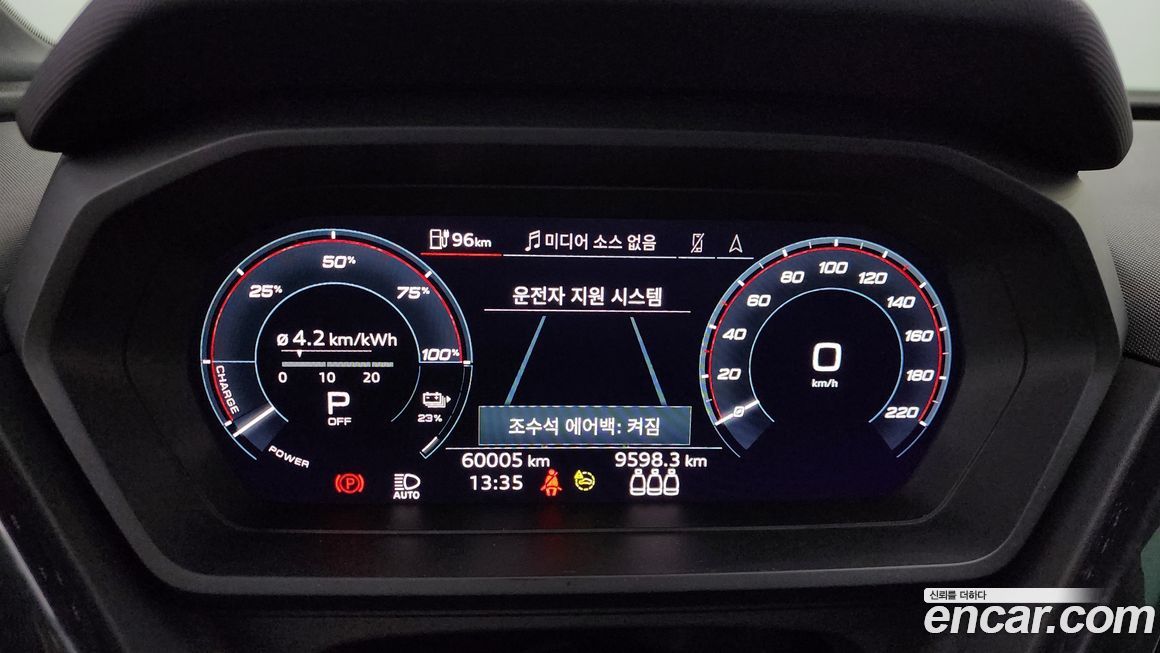 96km
미디어 소스 없음
운전자 지원 시스템
25%
50%
75%
100%
CHARGE
POWER
ø 4.2 km/kWh
0 10 20
P
OFF
23%
0
20
40
60
80
100
120
140
160
180
220
0
km/h
조수석 에어백: 켜짐
60005 km
9598.3 km
P
AUTO
13:35
신뢰를 더하다
encar.com